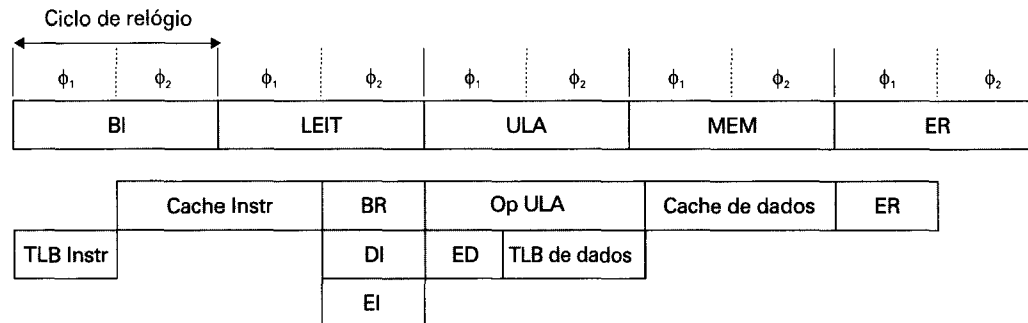 Ciclo de relógio
ϕ₁ ϕ₂ ϕ₁ ϕ₂ ϕ₁ ϕ₂ ϕ₁ ϕ₂ ϕ₁ ϕ₂
BI LEIT ULA MEM ER
Cache Instr BR Op ULA Cache de dados ER
TLB Instr DI ED TLB de dados
EI